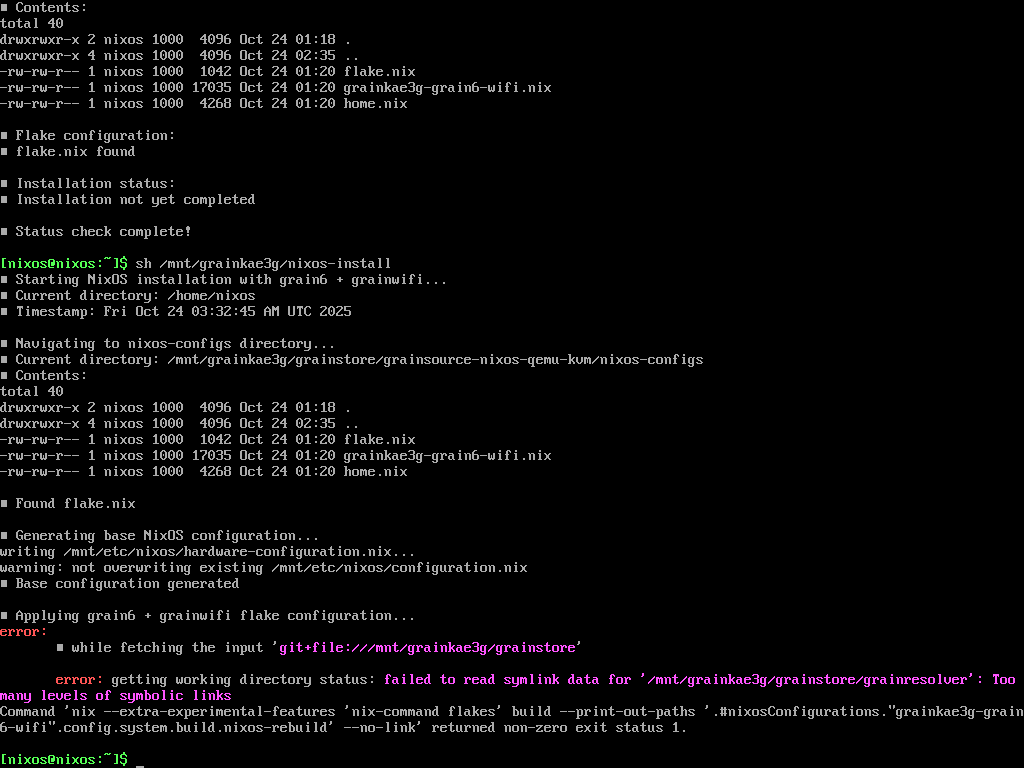 ■ Contents:
total 40
drwxrwxr-x 2 nixos 1000  4096 Oct 24 01:18 .
drwxrwxr-x 4 nixos 1000  4096 Oct 24 02:35 ..
-rw-rw-r-- 1 nixos 1000  1042 Oct 24 01:20 flake.nix
-rw-rw-r-- 1 nixos 1000 17035 Oct 24 01:20 grainkae3g-grain6-wifi.nix
-rw-rw-r-- 1 nixos 1000  4268 Oct 24 01:20 home.nix
■ Flake configuration:
■ flake.nix found
■ Installation status:
■ Installation not yet completed
■ Status check complete!
[nixos@nixos:~]$ sh /mnt/grainkae3g/nixos-install
■ Starting NixOS installation with grain6 + grainwifi...
■ Current directory: /home/nixos
■ Timestamp: Fri Oct 24 03:32:45 AM UTC 2025
■ Navigating to nixos-configs directory...
■ Current directory: /mnt/grainkae3g/grainstore/grainsource-nixos-qemu-kvm/nixos-configs
■ Contents:
total 40
drwxrwxr-x 2 nixos 1000  4096 Oct 24 01:18 .
drwxrwxr-x 4 nixos 1000  4096 Oct 24 02:35 ..
-rw-rw-r-- 1 nixos 1000  1042 Oct 24 01:20 flake.nix
-rw-rw-r-- 1 nixos 1000 17035 Oct 24 01:20 grainkae3g-grain6-wifi.nix
-rw-rw-r-- 1 nixos 1000  4268 Oct 24 01:20 home.nix
■ Found flake.nix
■ Generating base NixOS configuration...
writing /mnt/etc/nixos/hardware-configuration.nix...
warning: not overwriting existing /mnt/etc/nixos/configuration.nix
■ Base configuration generated
■ Applying grain6 + grainwifi flake configuration...
error:
■ while fetching the input 'git+file:///mnt/grainkae3g/grainstore'
error: getting working directory status: failed to read symlink data for '/mnt/grainkae3g/grainstore/grainresolver': Too
many levels of symbolic links
Command 'nix --extra-experimental-features 'nix-command flakes' build --print-out-paths '.#nixosConfigurations."grainkae3g-grain
6-wifi".config.system.build.nixos-rebuild' --no-link' returned non-zero exit status 1.
[nixos@nixos:~]$ _